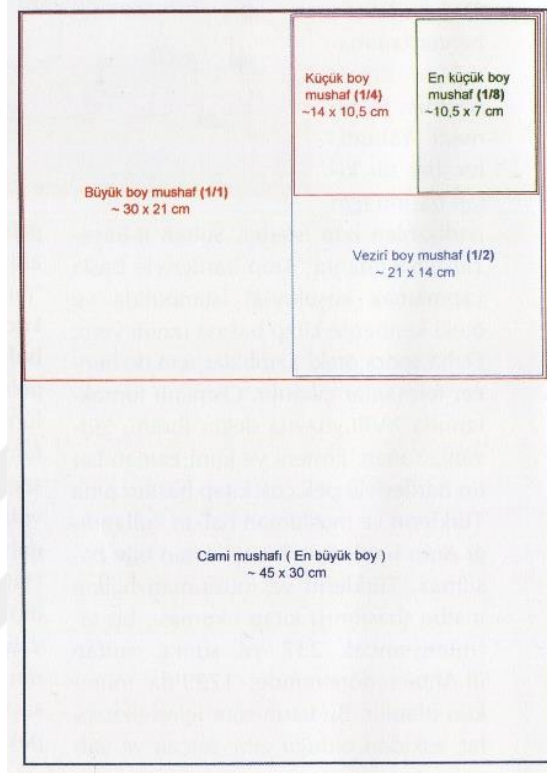 Küçük boy
mushaf (1/4)
~14 x 10,5 cm
En küçük boy
mushaf (1/8)
~10,5 x 7 cm
Büyük boy mushaf (1/1)
~ 30 x 21 cm
Vezirî boy mushaf (1/2)
~ 21 x 14 cm
Cami mushafı ( En büyük boy )
~ 45 x 30 cm